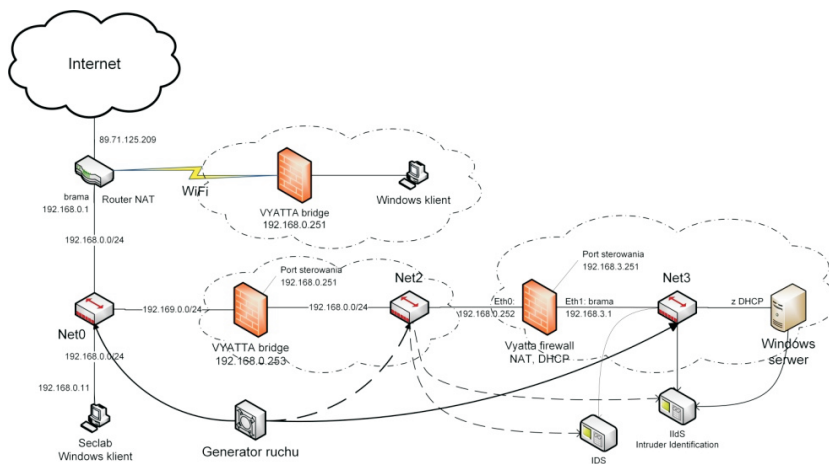 Internet
89.71.125.209
WiFi
brama
192.168.0.1
Router NAT
VYATTA bridge
192.168.0.251
Windows klient
192.168.0.0/24
Port sterowania
192.168.0.251
Net2
Port sterowania
192.168.3.251
Net3
Net0
192.169.0.0/24
192.168.0.0/24
Eth0:
192.168.0.252
Eth1: brama
192.168.3.1
z DHCP
VYATTA bridge
192.168.0.253
Vyatta firewall
NAT, DHCP
Windows
serwer
192.168.0.0/24
192.168.0.11
Seclab
Windows klient
Generator ruchu
IDS
IIdS
Intruder Identification